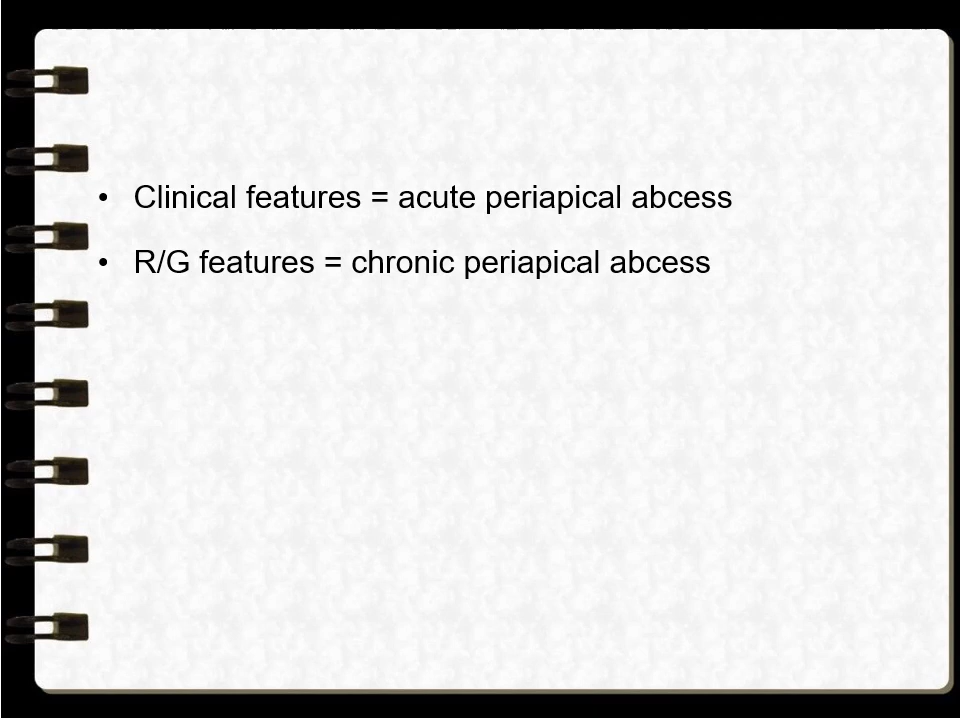 • Clinical features = acute periapical abcess
• R/G features = chronic periapical abcess